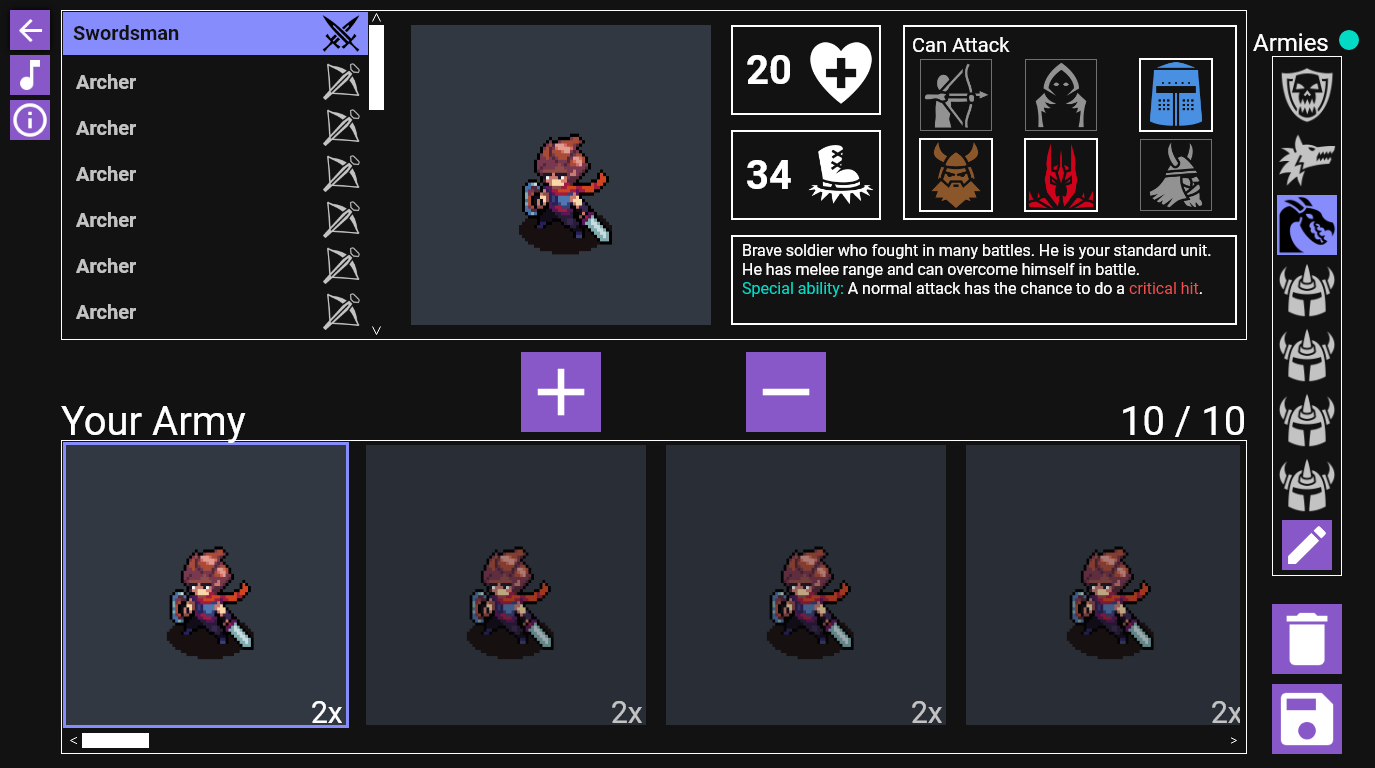 Swordsman
Archer
Archer
Archer
Archer
Archer
Archer
20
34
Can Attack
Brave soldier who fought in many battles. He is your standard unit.
He has melee range and can overcome himself in battle.
Special ability: A normal attack has the chance to do a critical hit.
Armies
Your Army
10 / 10
2x
2x
2x
2x